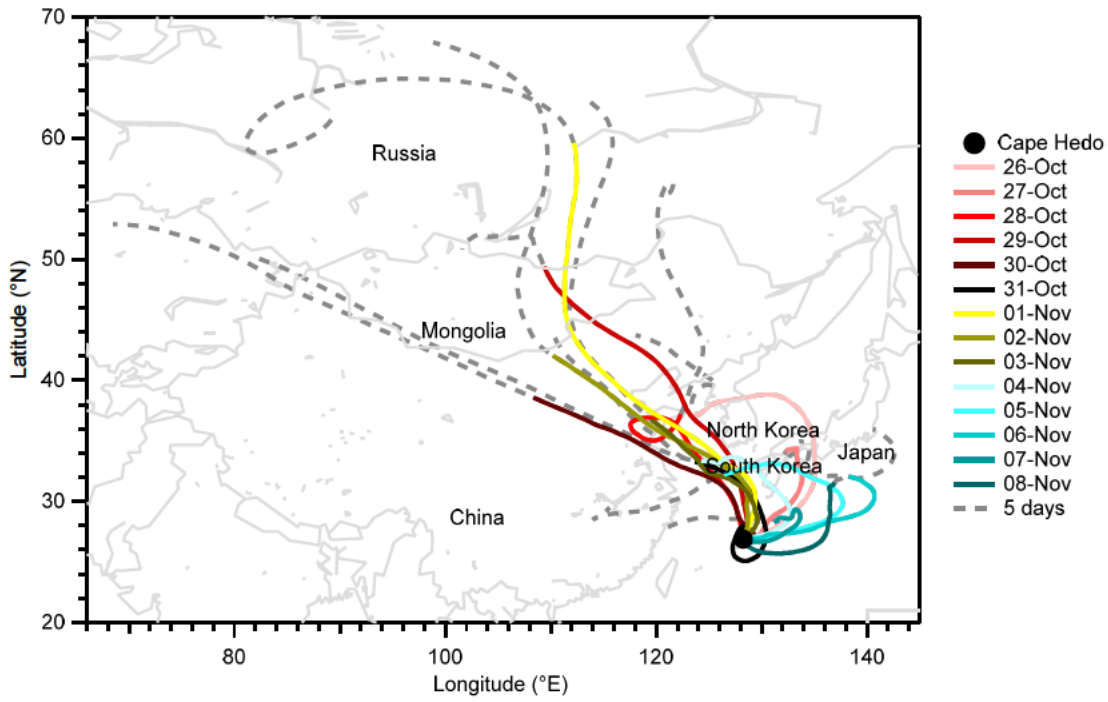 70
60
50
40
30
20
Latitude (°N)
80
100
120
140
Longitude (°E)
Russia
Mongolia
China
North Korea
South Korea
Japan
Cape Hedo
26-Oct
27-Oct
28-Oct
29-Oct
30-Oct
31-Oct
01-Nov
02-Nov
03-Nov
04-Nov
05-Nov
06-Nov
07-Nov
08-Nov
5 days